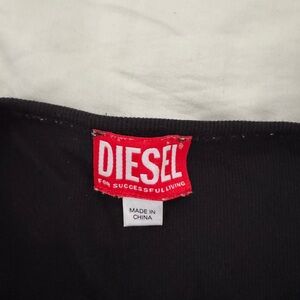 DIESEL®
FOR SUCCESSFUL LIVING
MADE IN
CHINA